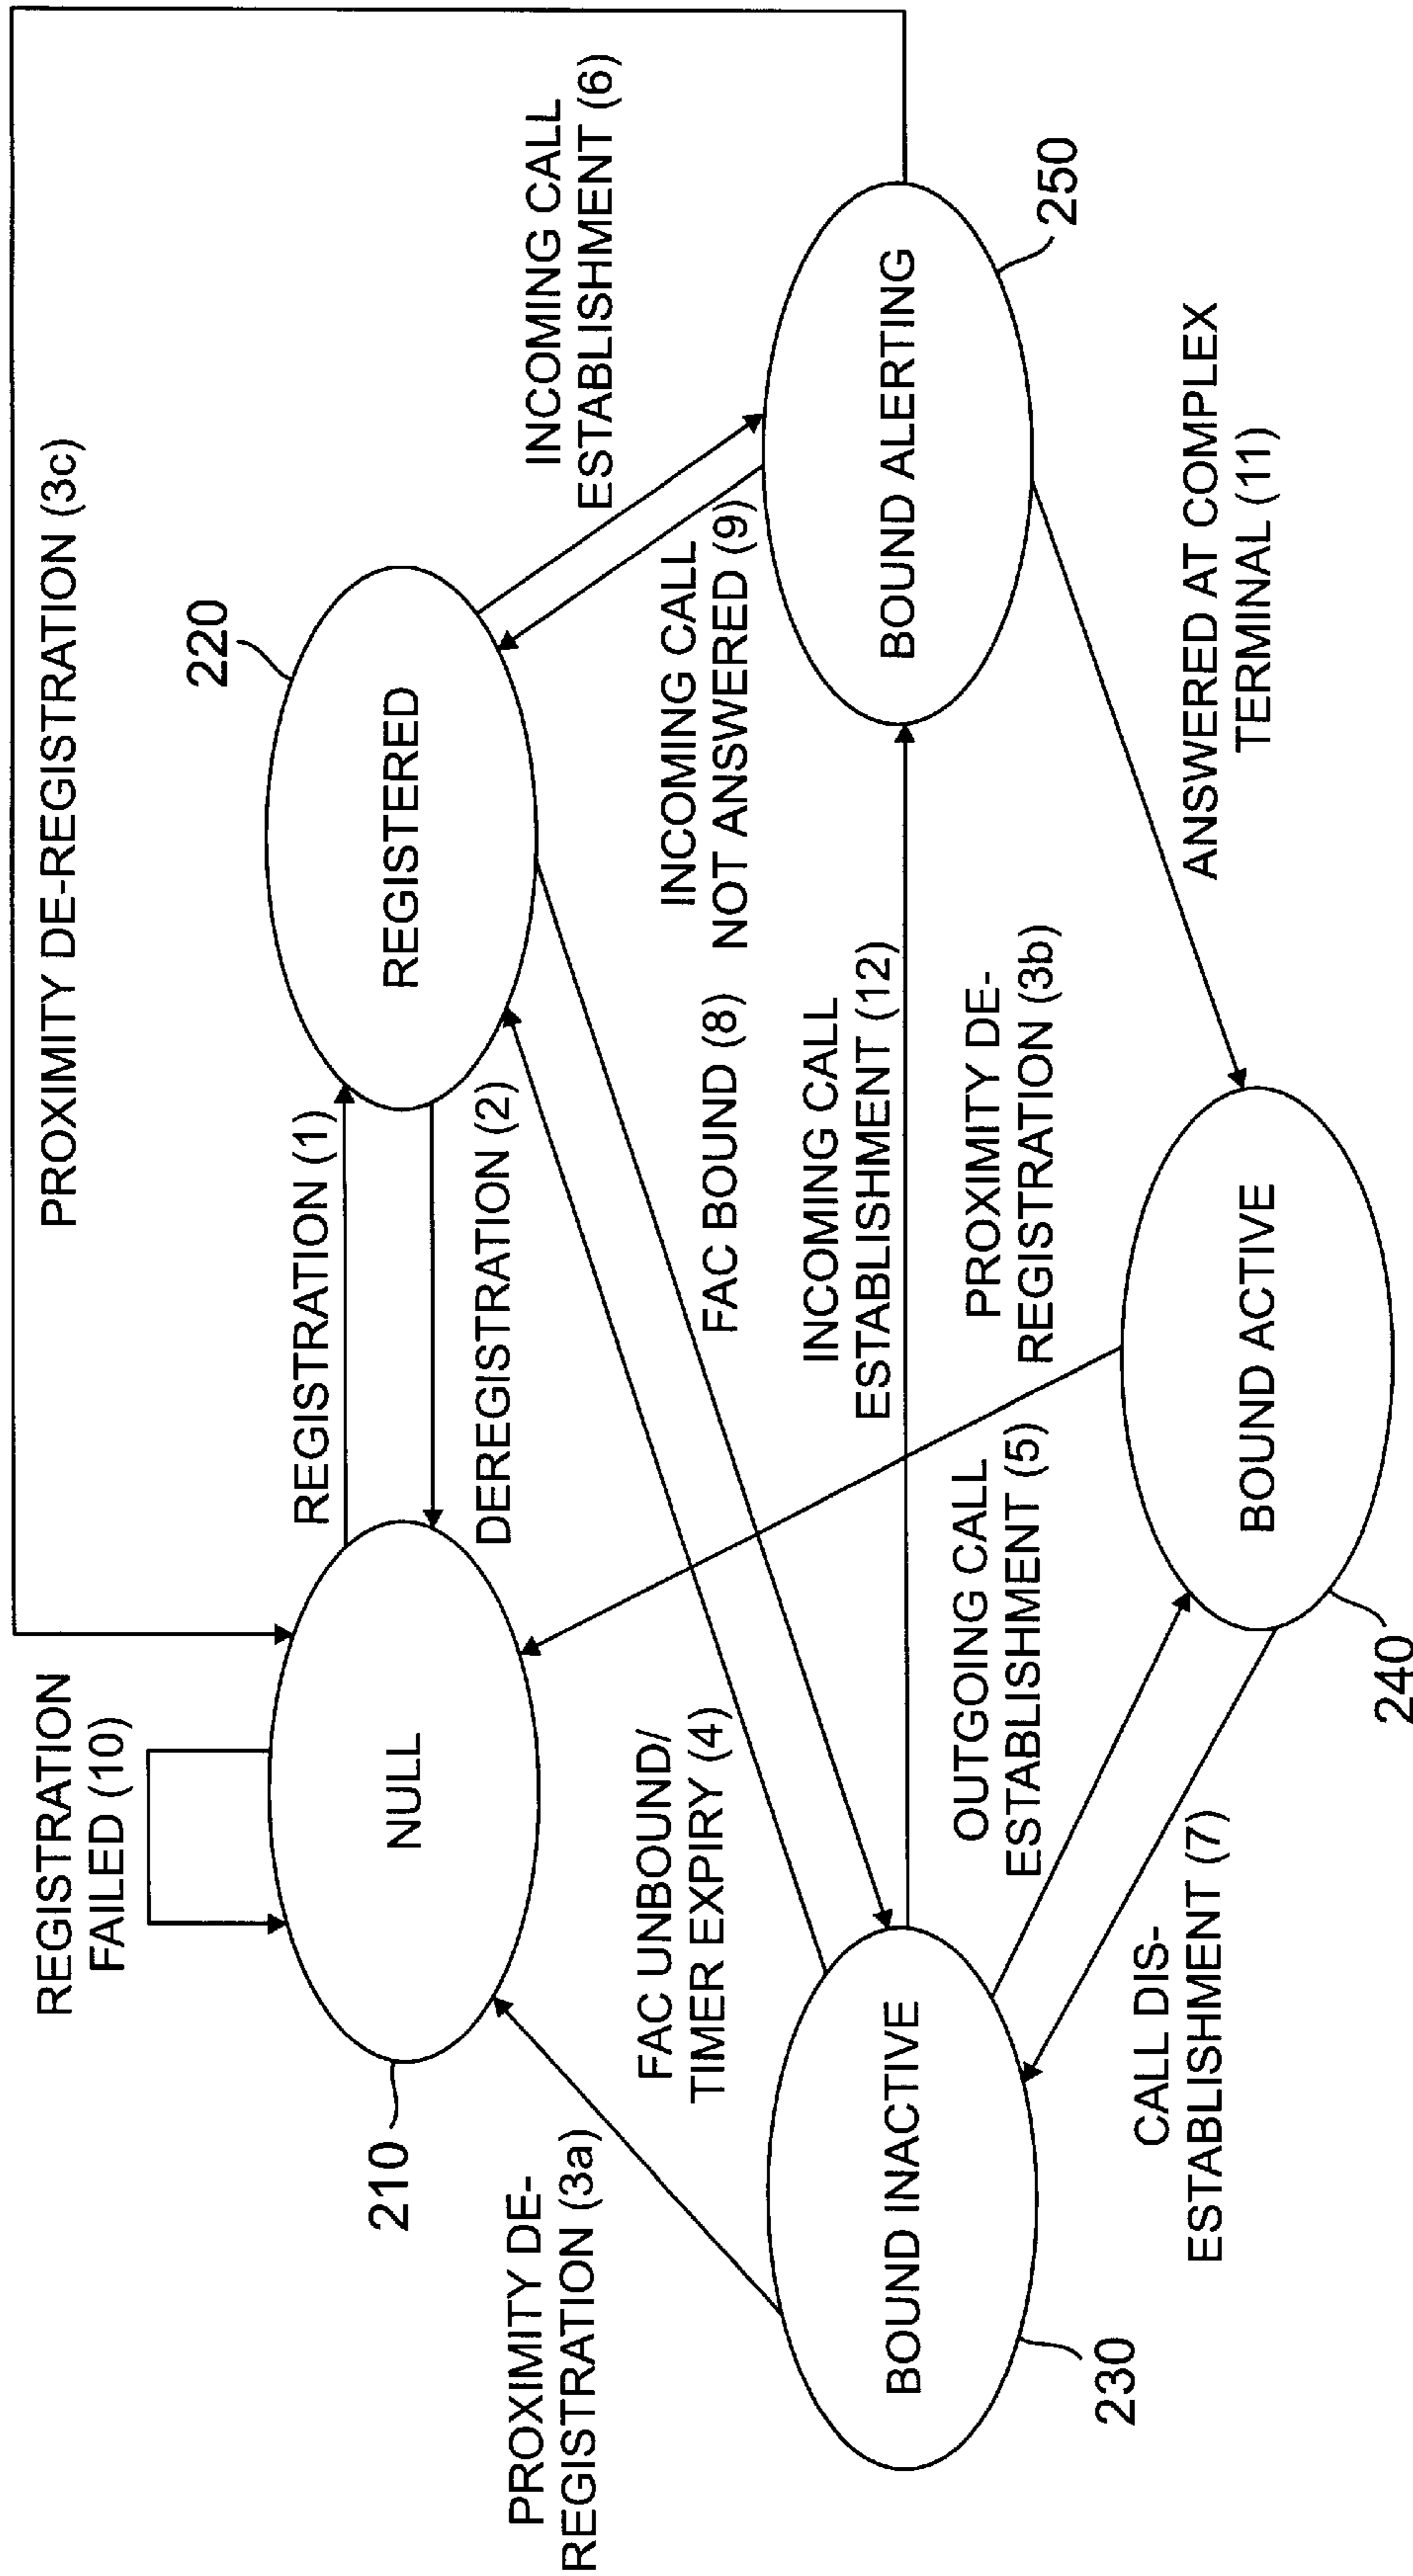 PROXIMITY DE-REGISTRATION (3c)
REGISTRATION
FAILED (10)
NULL
210
REGISTRATION (1)
DEREGISTRATION (2)
REGISTERED
220
INCOMING CALL
ESTABLISHMENT (6)
INCOMING CALL
NOT ANSWERED (9)
PROXIMITY DE-
REGISTRATION (3a)
FAC UNBOUND/
TIMER EXPIRY (4)
FAC BOUND (8)
INCOMING CALL
ESTABLISHMENT (12)
BOUND INACTIVE
230
BOUND ALERTING
250
OUTGOING CALL
ESTABLISHMENT (5)
PROXIMITY DE-
REGISTRATION (3b)
CALL DIS-
ESTABLISHMENT (7)
ANSWERED AT COMPLEX
TERMINAL (11)
BOUND ACTIVE
240